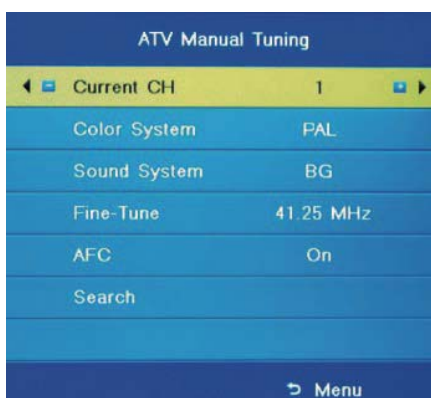 ATV Manual Tuning
Current CH 1
Color System PAL
Sound System BG
Fine-Tune 41.25 MHz
AFC On
Search
Menu